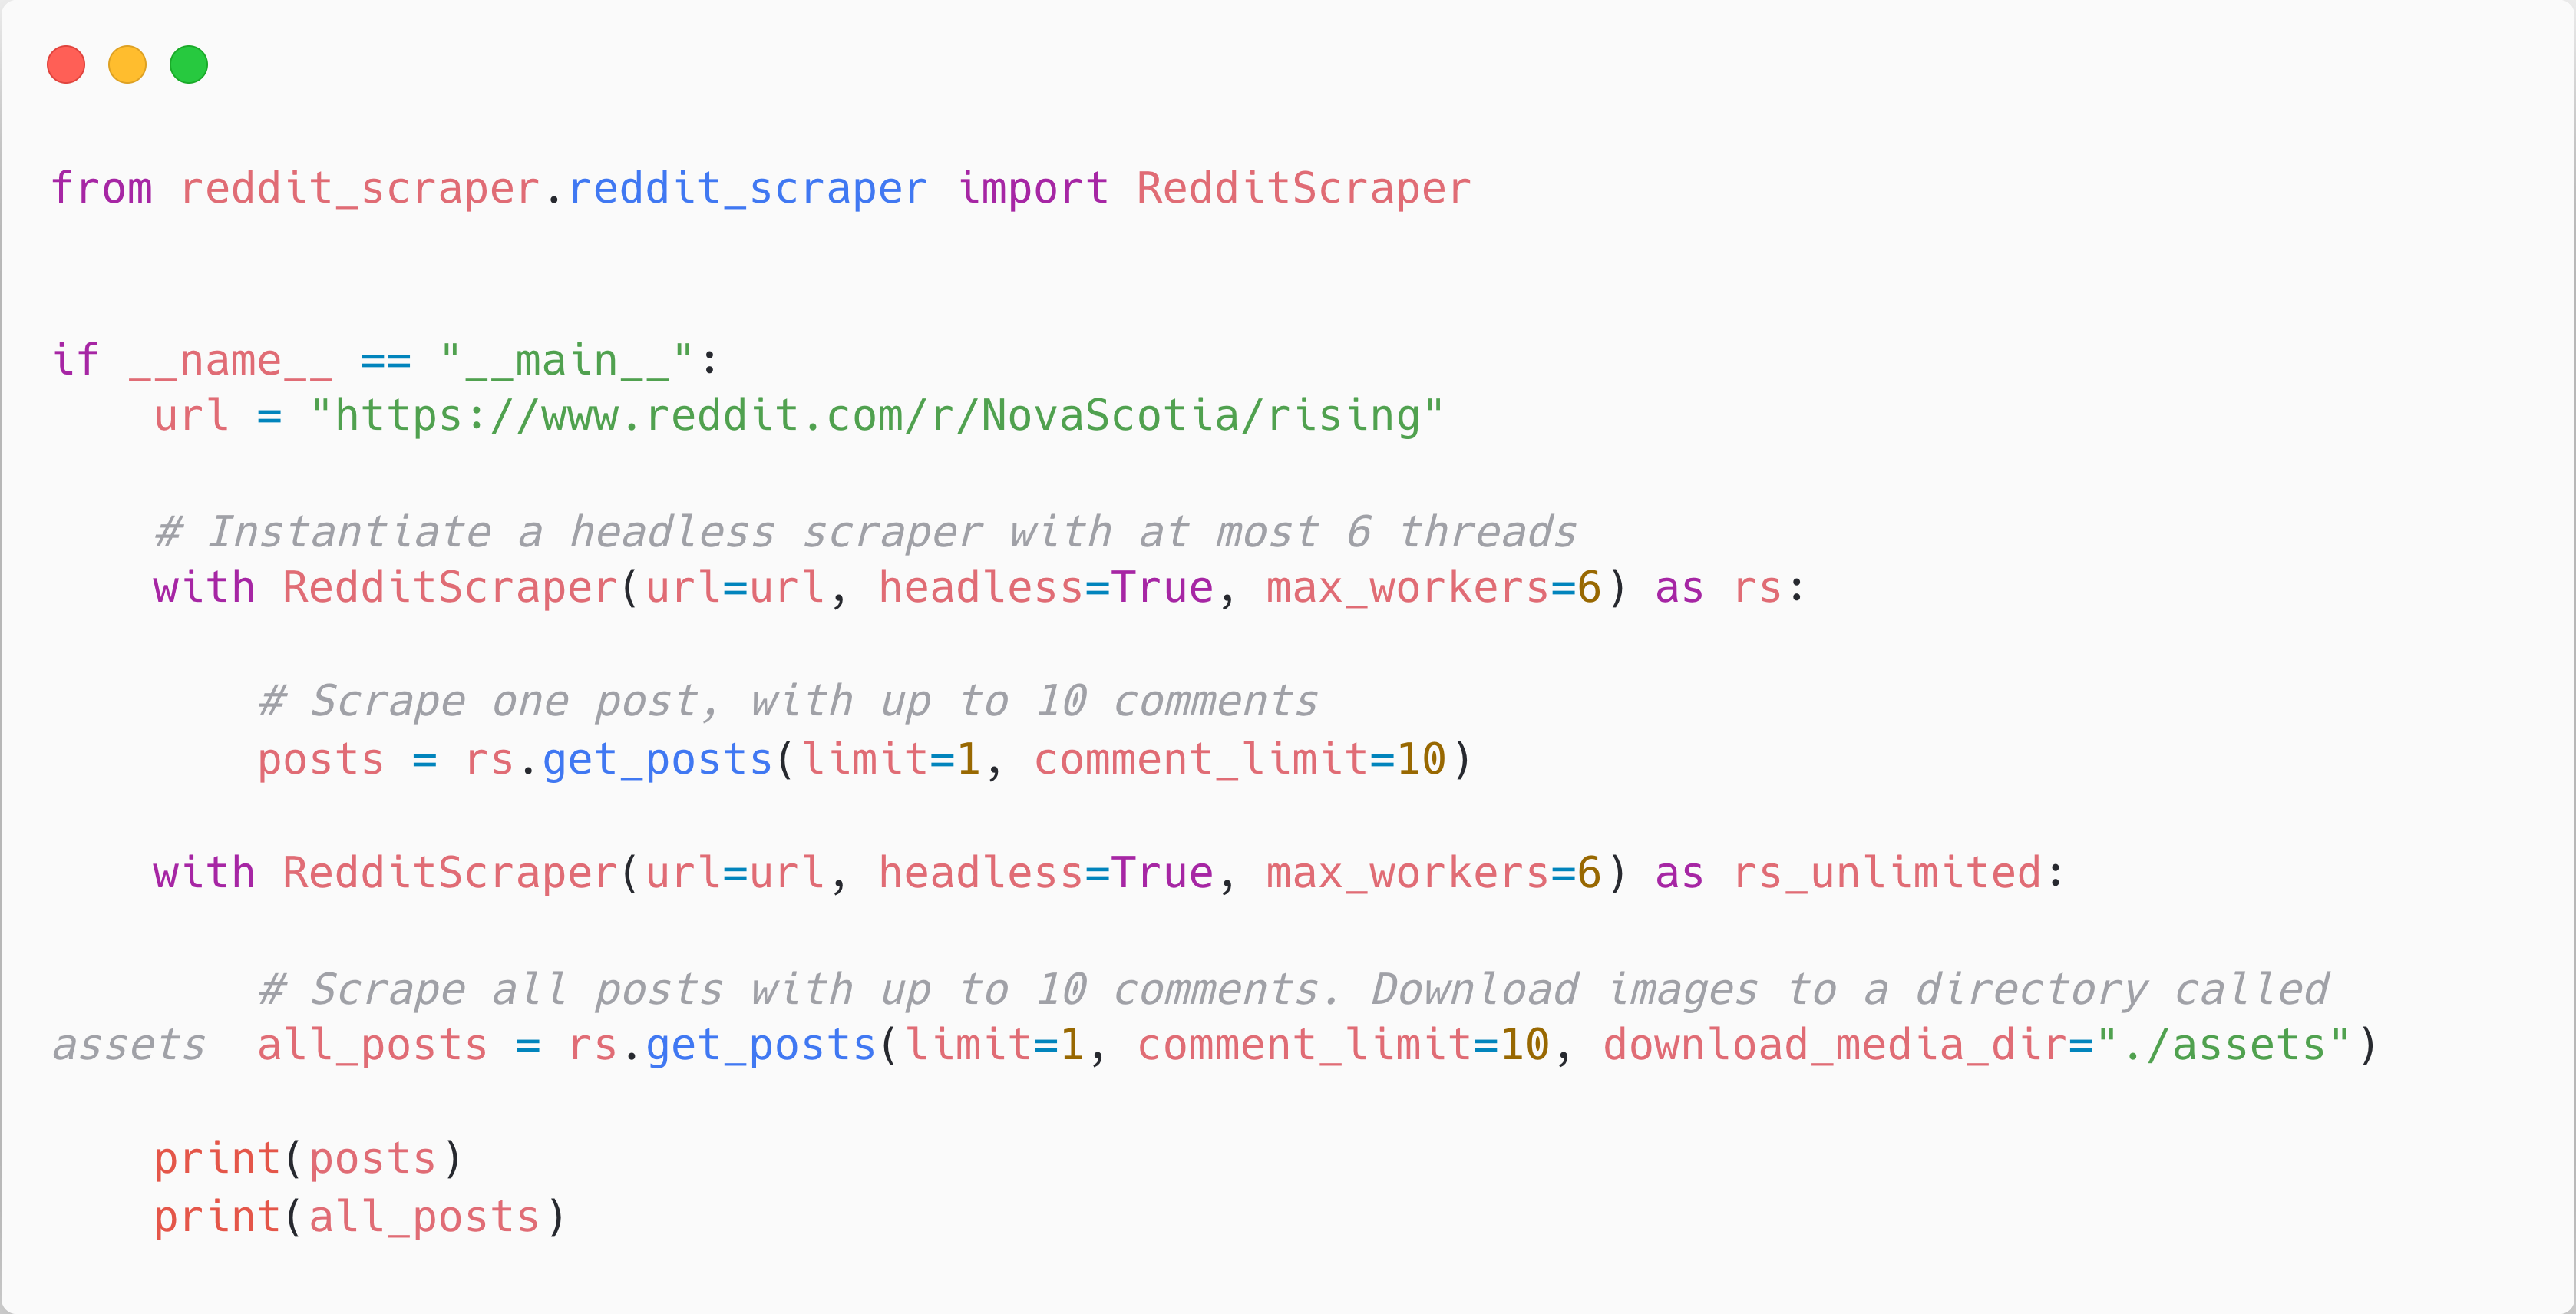 from reddit_scraper.reddit_scraper import RedditScraper
if __name__ == "__main__":
    url = "https://www.reddit.com/r/NovaScotia/rising"
    # Instantiate a headless scraper with at most 6 threads
    with RedditScraper(url=url, headless=True, max_workers=6) as rs:
        # Scrape one post, with up to 10 comments
        posts = rs.get_posts(limit=1, comment_limit=10)
    with RedditScraper(url=url, headless=True, max_workers=6) as rs_unlimited:
        # Scrape all posts with up to 10 comments. Download images to a directory called
assets  all_posts = rs.get_posts(limit=1, comment_limit=10, download_media_dir="./assets")
    print(posts)
    print(all_posts)